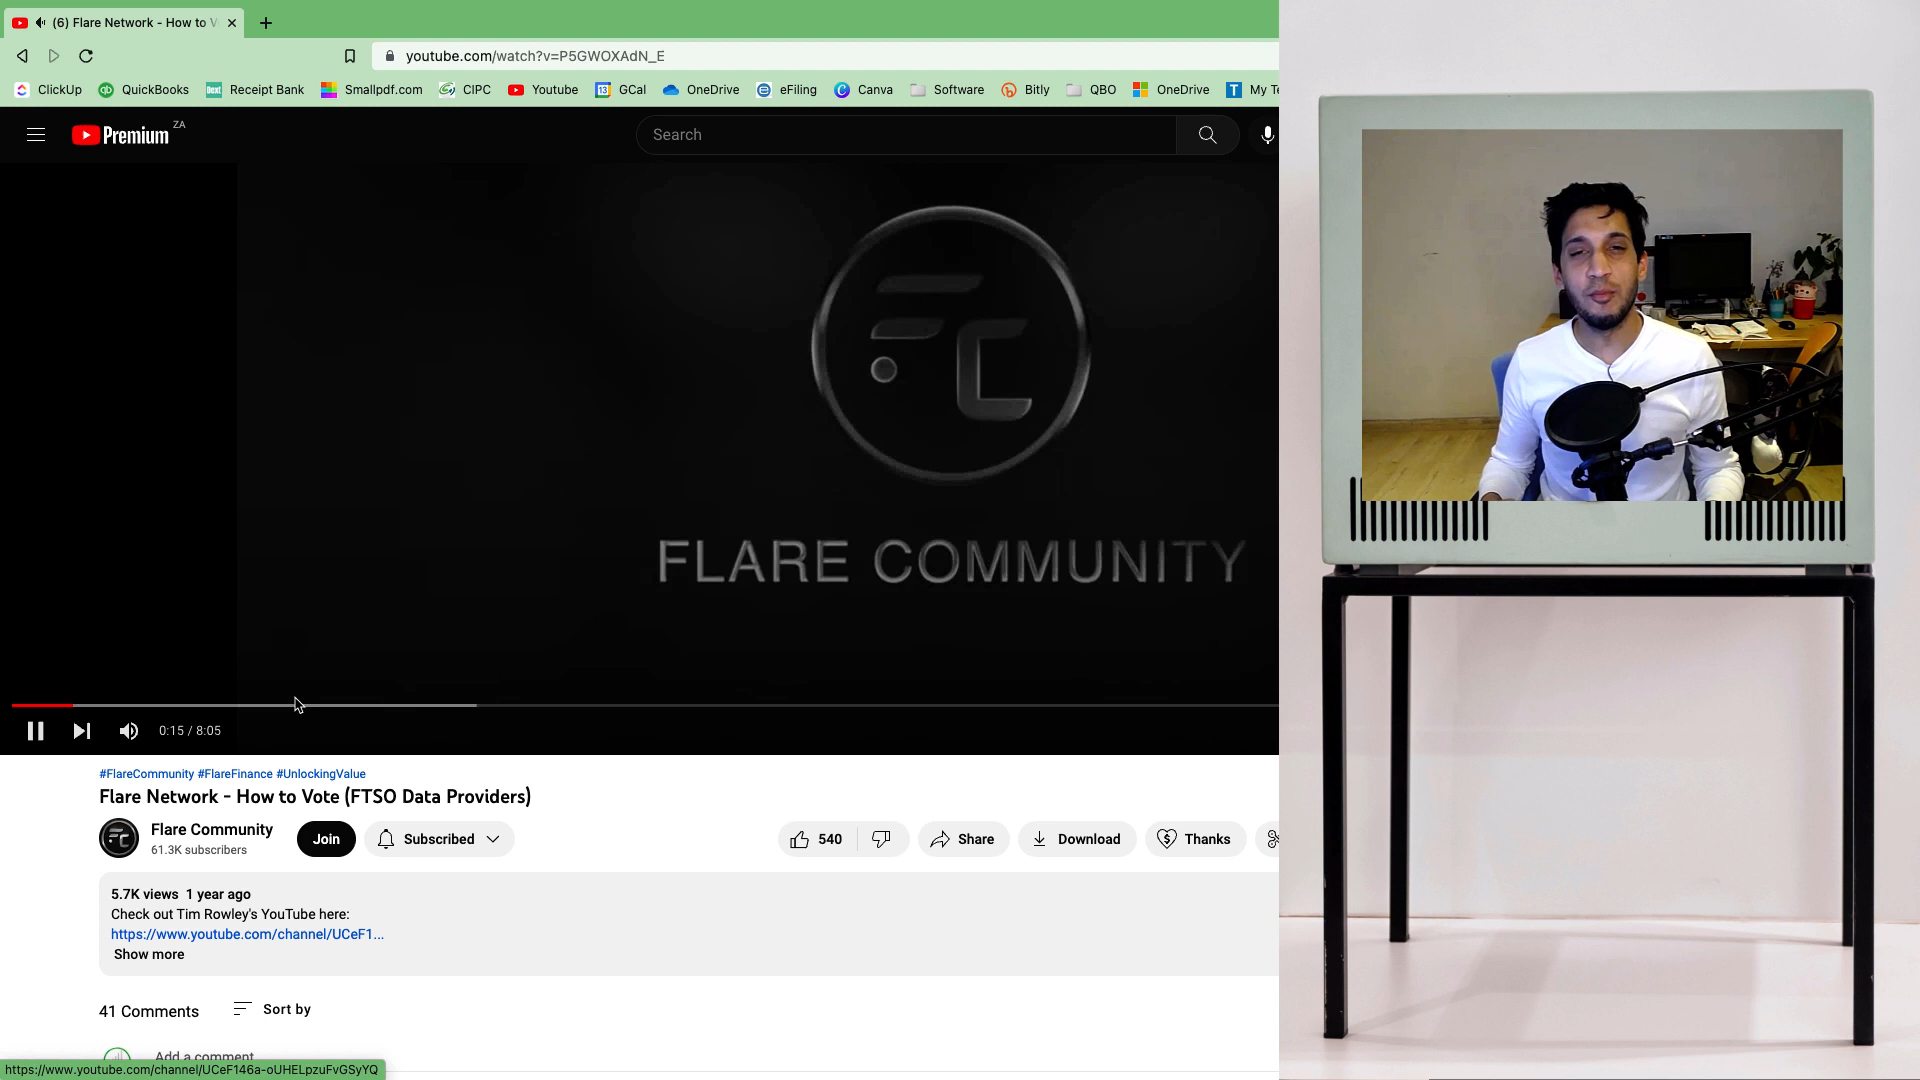 (6) Flare Network - How to V
youtube.com/watch?v=P5GWOXAdN_E
ClickUp QuickBooks Receipt Bank Smallpdf.com CIPC Youtube GCal OneDrive eFiling Canva Software Bitly QBO OneDrive My Te
Premium ZA
Search
FLARE COMMUNITY
0:15 / 8:05
#FlareCommunity #FlareFinance #UnlockingValue
Flare Network - How to Vote (FTSO Data Providers)
Flare Community
61.3K subscribers
Join
Subscribed
540
Share
Download
Thanks
5.7K views 1 year ago
Check out Tim Rowley's YouTube here:
https://www.youtube.com/channel/UCeF1...
Show more
41 Comments
Sort by
Add a comment
https://www.youtube.com/channel/UCeF146a-oUHELpzuFvGSyYQ